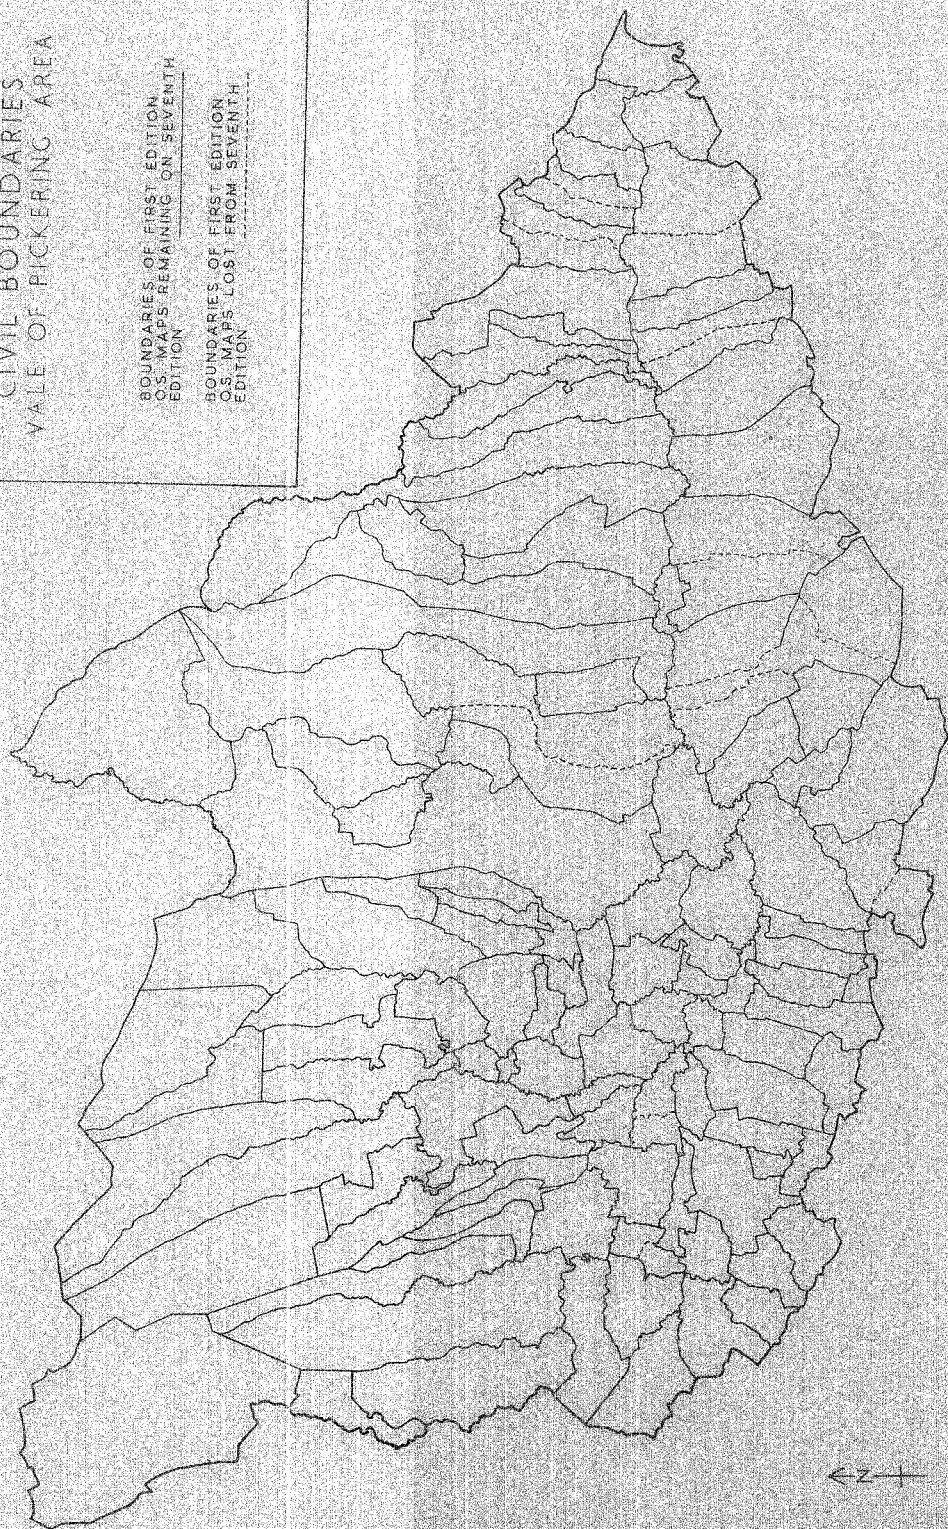 CIVIL BOUNDARIES
VALE OF PICKERING AREA
BOUNDARIES OF FIRST EDITION
O.S. MAPS REMAINING ON SEVENTH
EDITION
BOUNDARIES OF FIRST EDITION
O.S. MAPS LOST FROM SEVENTH
EDITION
N